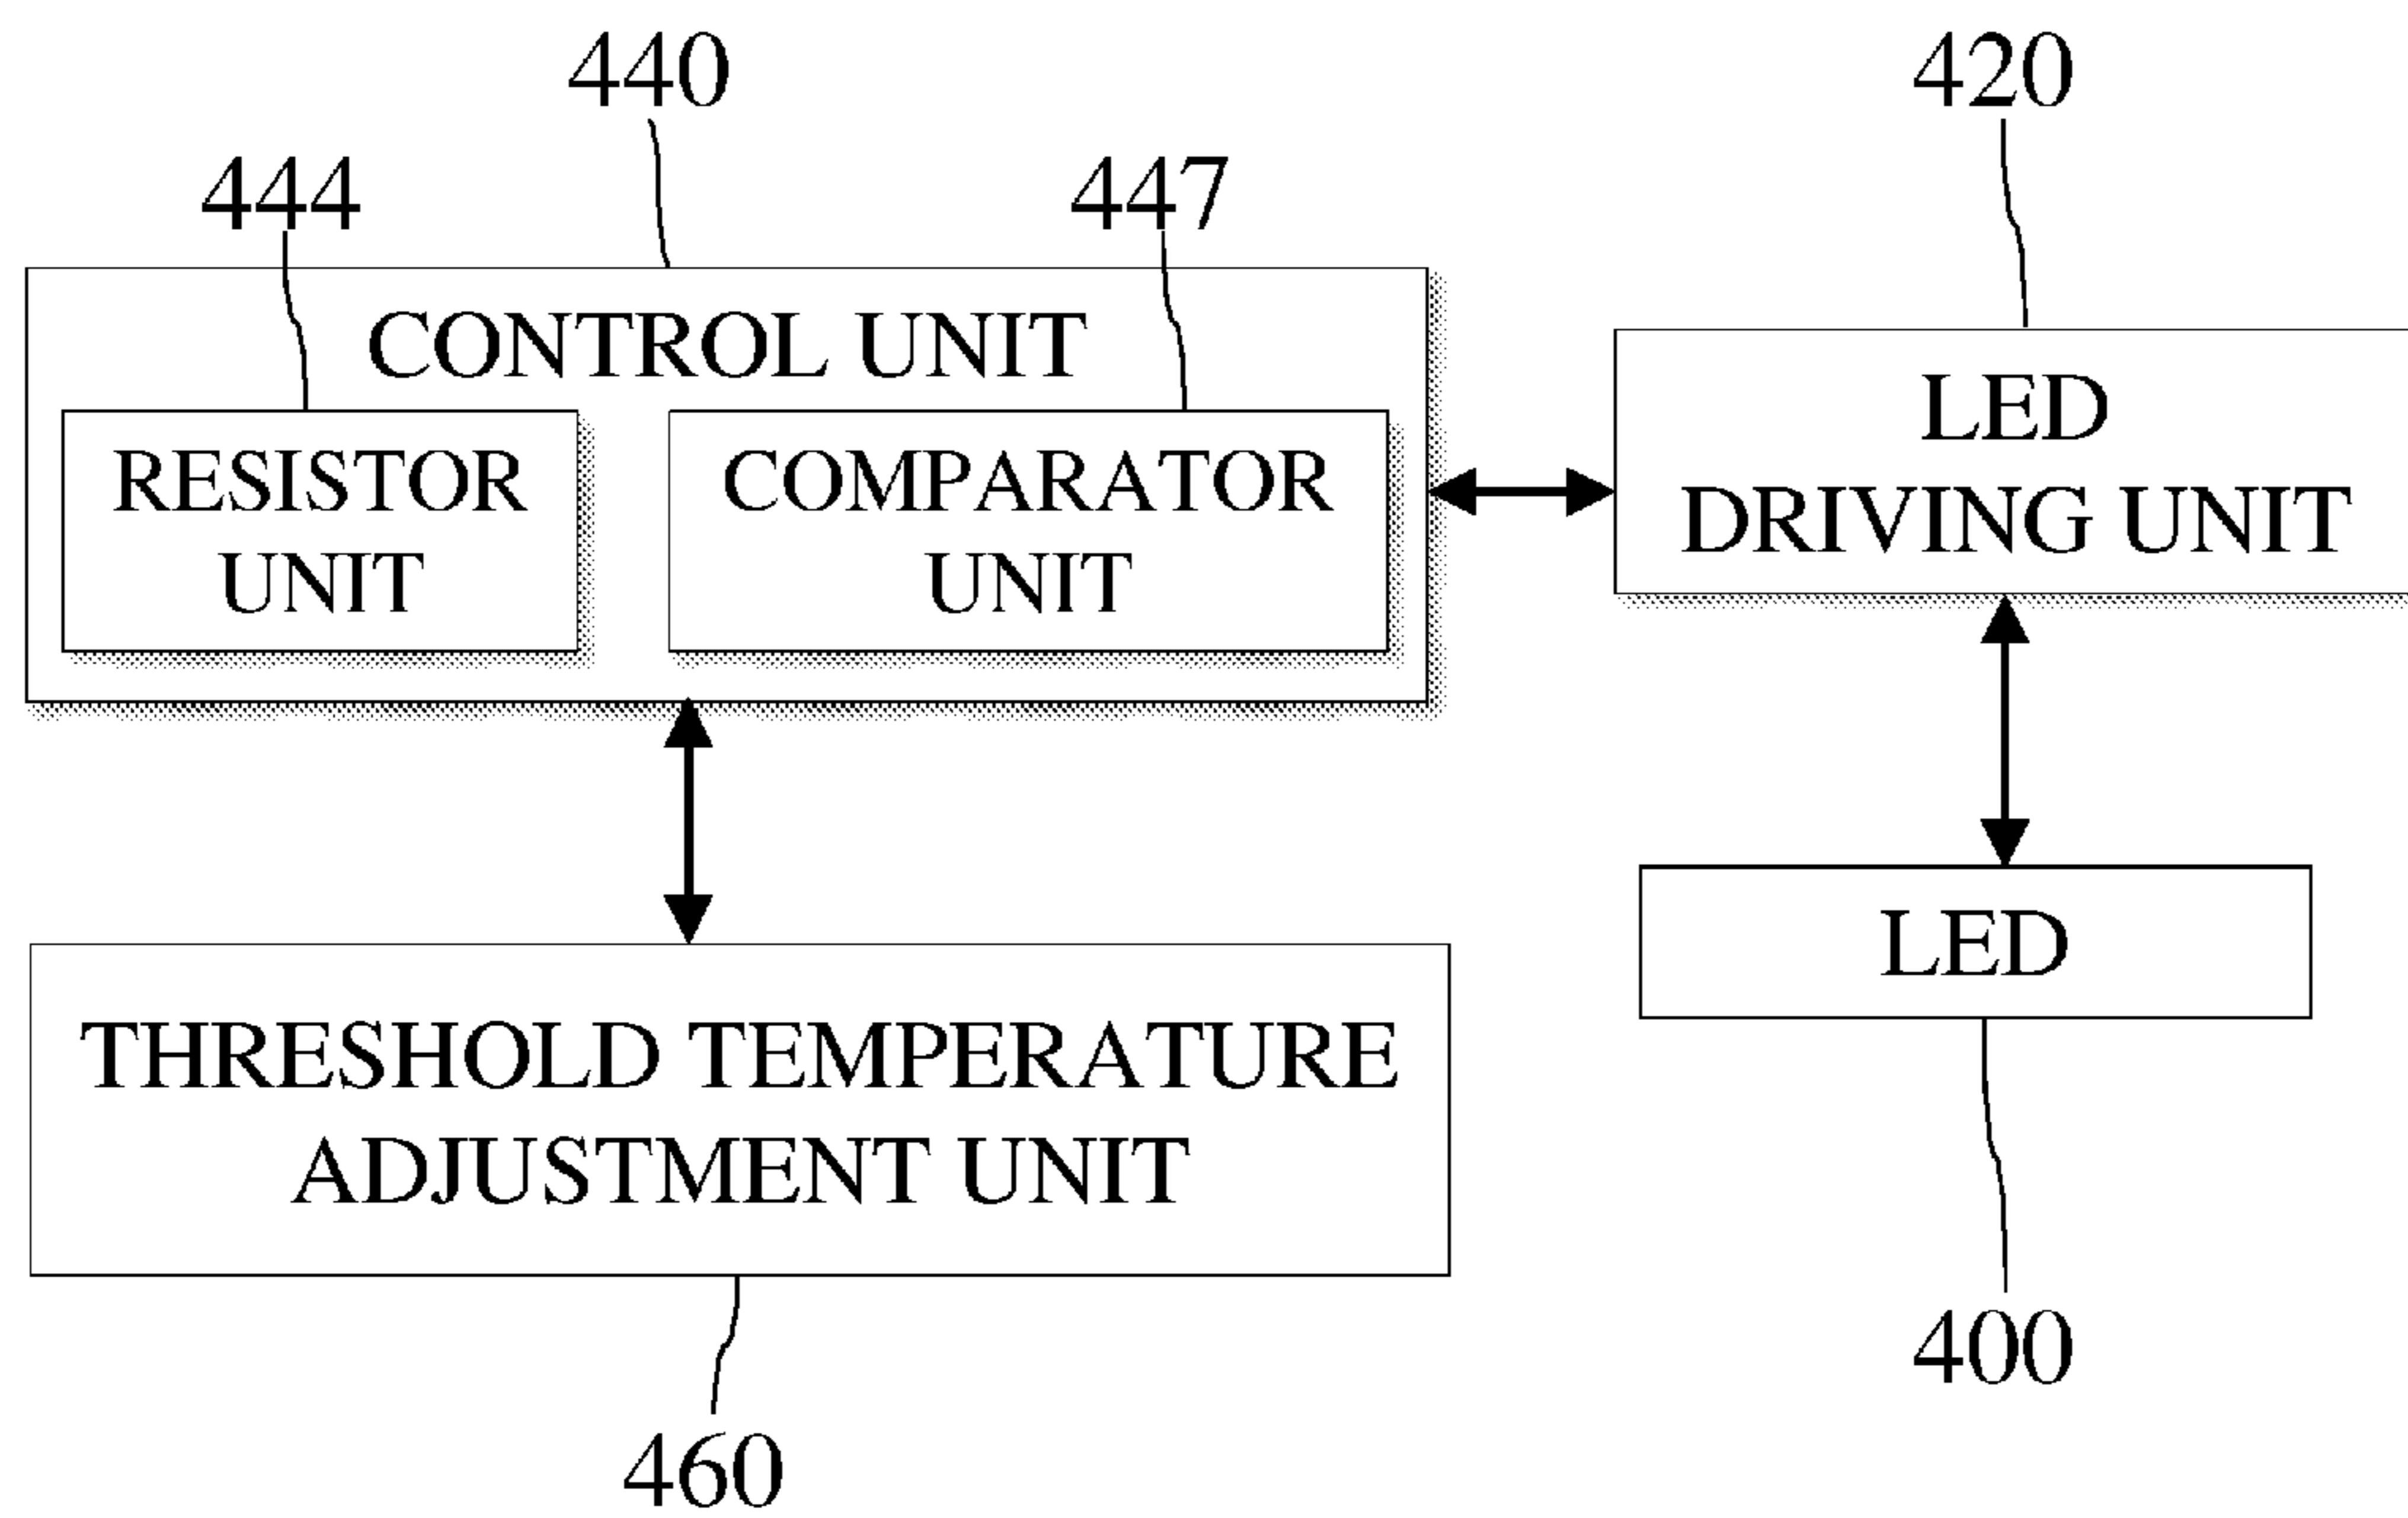 440
420
444
447
CONTROL UNIT
LED
DRIVING UNIT
RESISTOR
UNIT
COMPARATOR
UNIT
LED
THRESHOLD TEMPERATURE
ADJUSTMENT UNIT
400
460